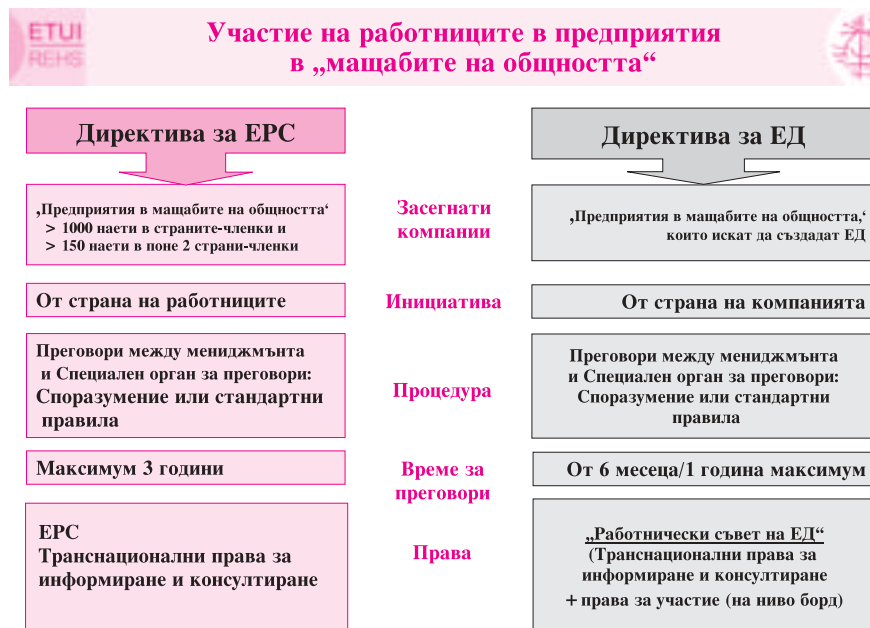 ETUI
REHS
Участие на работниците в предприятия
в „мащабите на общността“
Директива за ЕРС
Директива за ЕД
„Предприятия в мащабите на общността‘
> 1000 наети в страните-членки и
> 150 наети в поне 2 страни-членки
Засегнати
компании
„Предприятия в мащабите на общността,‘
които искат да създадат ЕД
От страна на работниците
Инициатива
От страна на компанията
Преговори между мениджмънта
и Специален орган за преговори:
Споразумение или стандартни
правила
Процедура
Преговори между мениджмънта
и Специален орган за преговори:
Споразумение или стандартни
правила
Максимум 3 години
Време за
преговори
От 6 месеца/1 година максимум
ЕРС
Транснационални права за
информиране и консултиране
Права
„Работнически съвет на ЕД“
(Транснационални права за
информиране и консултиране
+ права за участие (на ниво борд)